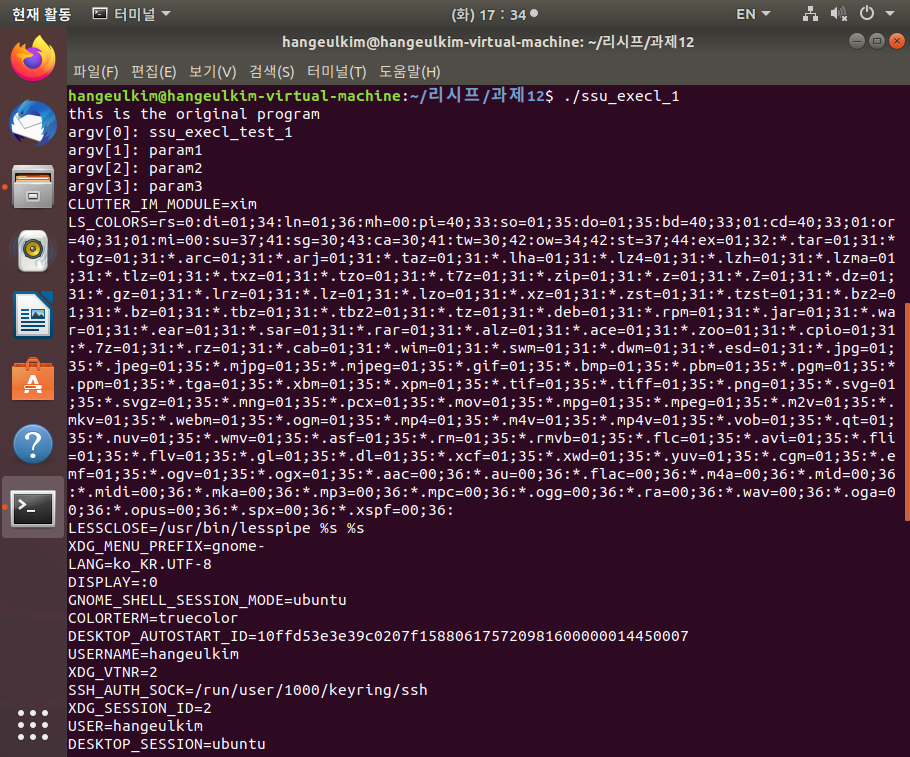 현재 활동 터미널 (화) 17 : 34 EN
hangeulkim@hangeulkim-virtual-machine: ~/리시프/과제12
파일(F) 편집(E) 보기(V) 검색(S) 터미널(T) 도움말(H)
hangeulkim@hangeulkim-virtual-machine:~/리시프/과제12$ ./ssu_execl_1
this is the original program
argv[0]: ssu_execl_test_1
argv[1]: param1
argv[2]: param2
argv[3]: param3
CLUTTER_IM_MODULE=xim
LS_COLORS=rs=0:di=01;34:ln=01;36:mh=00:pi=40;33:so=01;35:do=01;35:bd=40;33;01:cd=40;33;01:or
=40;31;01:mi=00:su=37;41:sg=30;43:ca=30;41:tw=30;42:ow=34;42:st=37;44:ex=01;32:*.tar=01;31:*
.tgz=01;31:*.arc=01;31:*.arj=01;31:*.taz=01;31:*.lha=01;31:*.lz4=01;31:*.lzh=01;31:*.lzma=01
;31:*.tlz=01;31:*.txz=01;31:*.tzo=01;31:*.t7z=01;31:*.zip=01;31:*.z=01;31:*.Z=01;31:*.dz=01;
31:*.gz=01;31:*.lrz=01;31:*.lz=01;31:*.lzo=01;31:*.xz=01;31:*.zst=01;31:*.tzst=01;31:*.bz2=0
1;31:*.bz=01;31:*.tbz=01;31:*.tbz2=01;31:*.tz=01;31:*.deb=01;31:*.rpm=01;31:*.jar=01;31:*.wa
r=01;31:*.ear=01;31:*.sar=01;31:*.rar=01;31:*.alz=01;31:*.ace=01;31:*.zoo=01;31:*.cpio=01;31
:*.7z=01;31:*.rz=01;31:*.cab=01;31:*.wim=01;31:*.swm=01;31:*.dwm=01;31:*.esd=01;31:*.jpg=01;
35:*.jpeg=01;35:*.mjpg=01;35:*.mjpeg=01;35:*.gif=01;35:*.bmp=01;35:*.pbm=01;35:*.pgm=01;35:*
.ppm=01;35:*.tga=01;35:*.xbm=01;35:*.xpm=01;35:*.tif=01;35:*.tiff=01;35:*.png=01;35:*.svg=01
;35:*.svgz=01;35:*.mng=01;35:*.pcx=01;35:*.mov=01;35:*.mpg=01;35:*.mpeg=01;35:*.m2v=01;35:*.
mkv=01;35:*.webm=01;35:*.ogm=01;35:*.mp4=01;35:*.m4v=01;35:*.mp4v=01;35:*.vob=01;35:*.qt=01;
35:*.nuv=01;35:*.wmv=01;35:*.asf=01;35:*.rm=01;35:*.rmvb=01;35:*.flc=01;35:*.avi=01;35:*.fli
=01;35:*.flv=01;35:*.gl=01;35:*.dl=01;35:*.xcf=01;35:*.xwd=01;35:*.yuv=01;35:*.cgm=01;35:*.e
mf=01;35:*.ogv=01;35:*.ogx=01;35:*.aac=00;36:*.au=00;36:*.flac=00;36:*.m4a=00;36:*.mid=00;36
:*.midi=00;36:*.mka=00;36:*.mp3=00;36:*.mpc=00;36:*.ogg=00;36:*.ra=00;36:*.wav=00;36:*.oga=0
0;36:*.opus=00;36:*.spx=00;36:*.xspf=00;36:
LESSCLOSE=/usr/bin/lesspipe %s %s
XDG_MENU_PREFIX=gnome-
LANG=ko_KR.UTF-8
DISPLAY=:0
GNOME_SHELL_SESSION_MODE=ubuntu
COLORTERM=truecolor
DESKTOP_AUTOSTART_ID=10ffd53e3e39c0207f158806175720981600000014450007
USERNAME=hangeulkim
XDG_VTNR=2
SSH_AUTH_SOCK=/run/user/1000/keyring/ssh
XDG_SESSION_ID=2
USER=hangeulkim
DESKTOP_SESSION=ubuntu